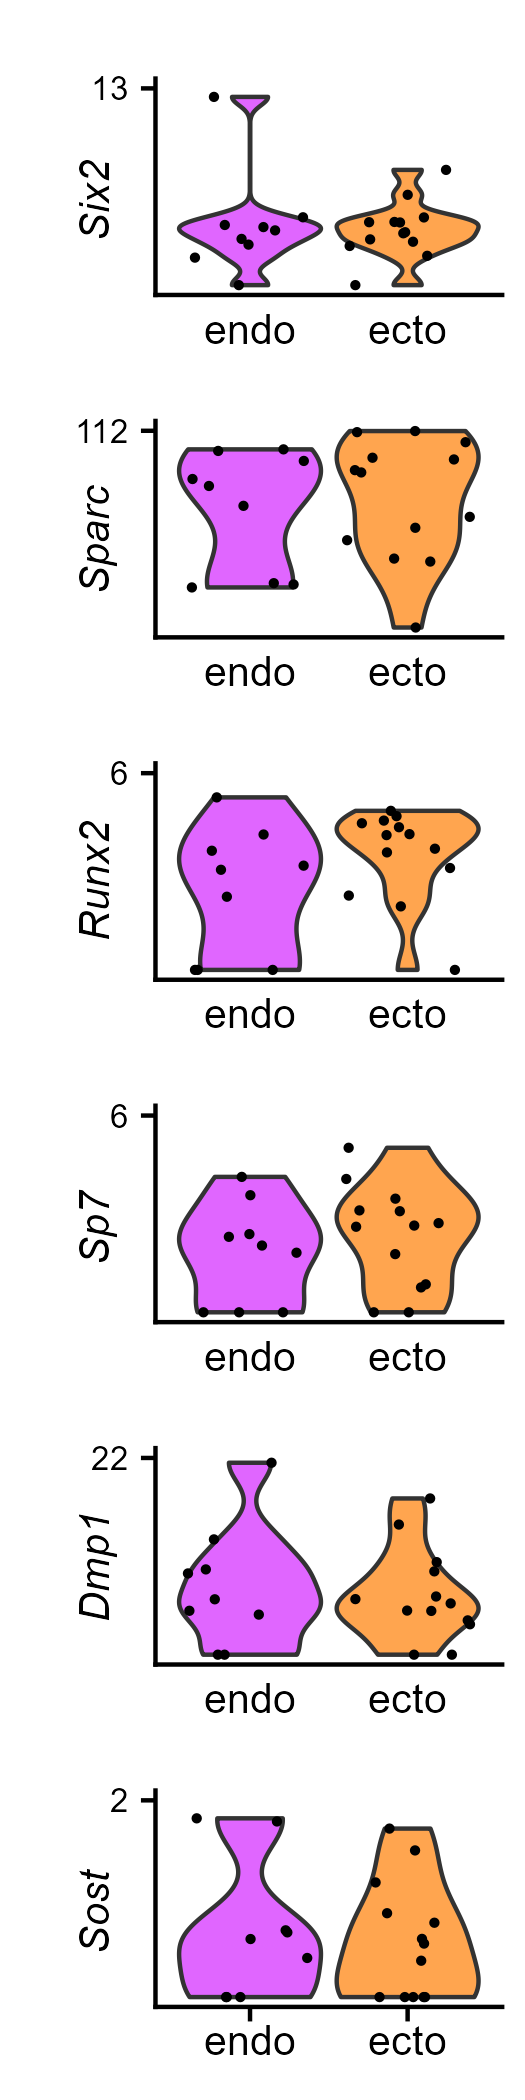 13
Six2
endo ecto
112
Sparc
endo ecto
6
Runx2
endo ecto
6
Sp7
endo ecto
22
Dmp1
endo ecto
2
Sost
endo ecto